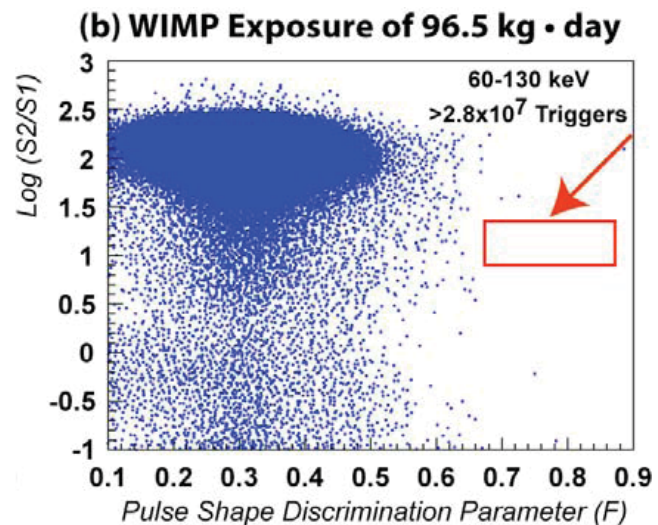 (b) WIMP Exposure of 96.5 kg • day
60-130 keV
>2.8x10⁷ Triggers
Log (S2/S1)
3
2.5
2
1.5
1
0.5
0
-0.5
-1
0.1 0.2 0.3 0.4 0.5 0.6 0.7 0.8 0.9
Pulse Shape Discrimination Parameter (F)